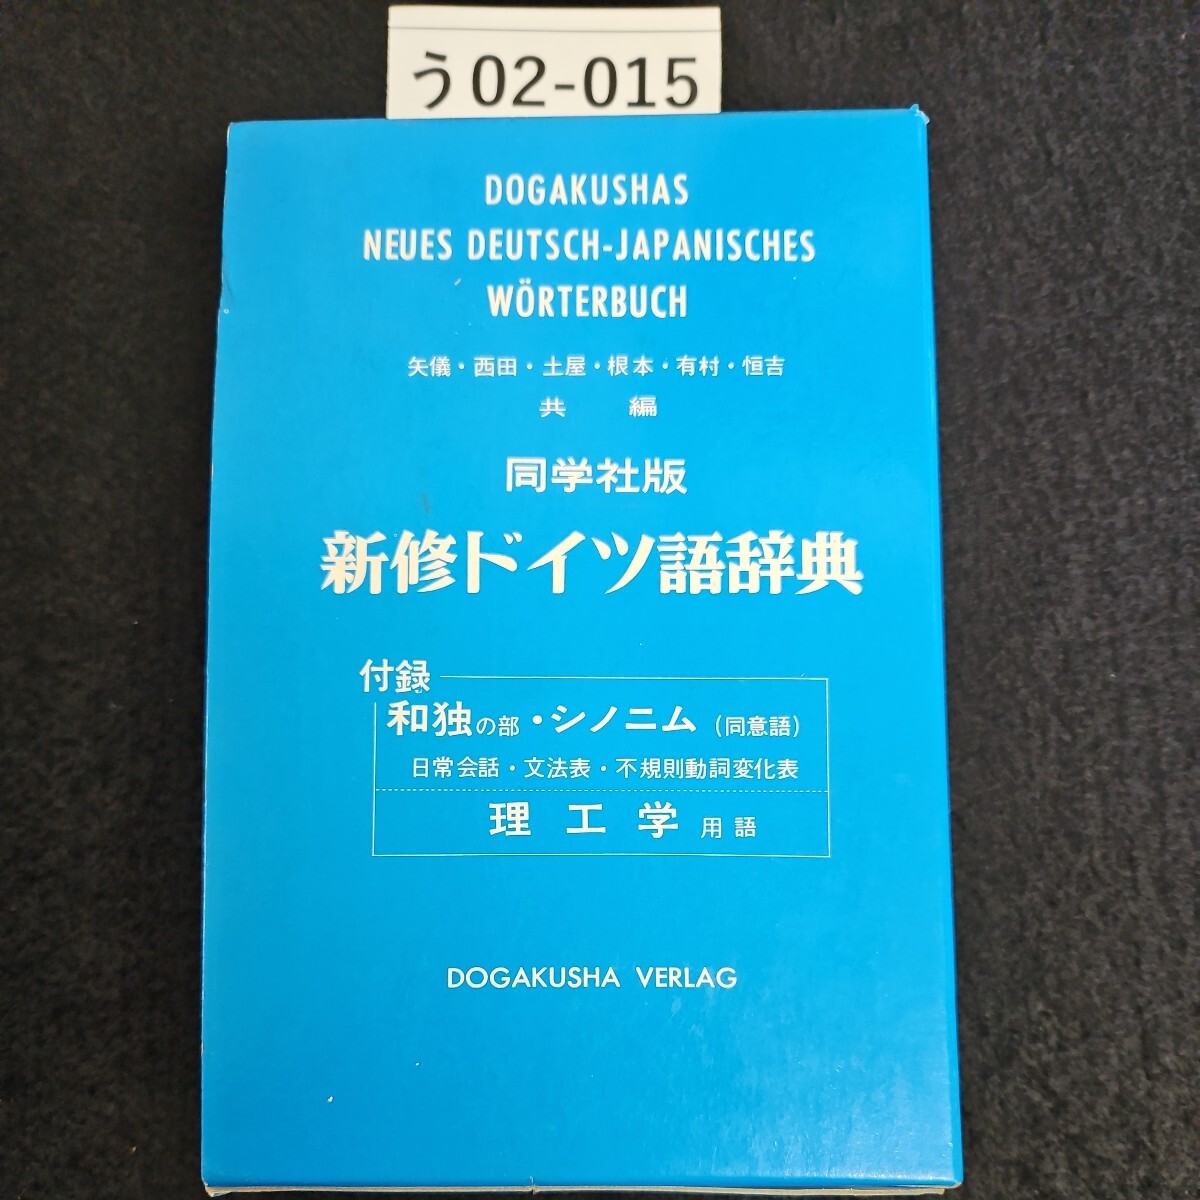 う02-015
DOGAKUSHAS
NEUES DEUTSCH-JAPANISCHES
WÖRTERBUCH
矢儀・西田・土屋・根本・有村・恒吉
共 編
同学社版
新修ドイツ語辞典
付録
和独の部・シノニム(同意語)
日常会話・文法表・不規則動詞変化表
理工学 用語
DOGAKUSHA VERLAG